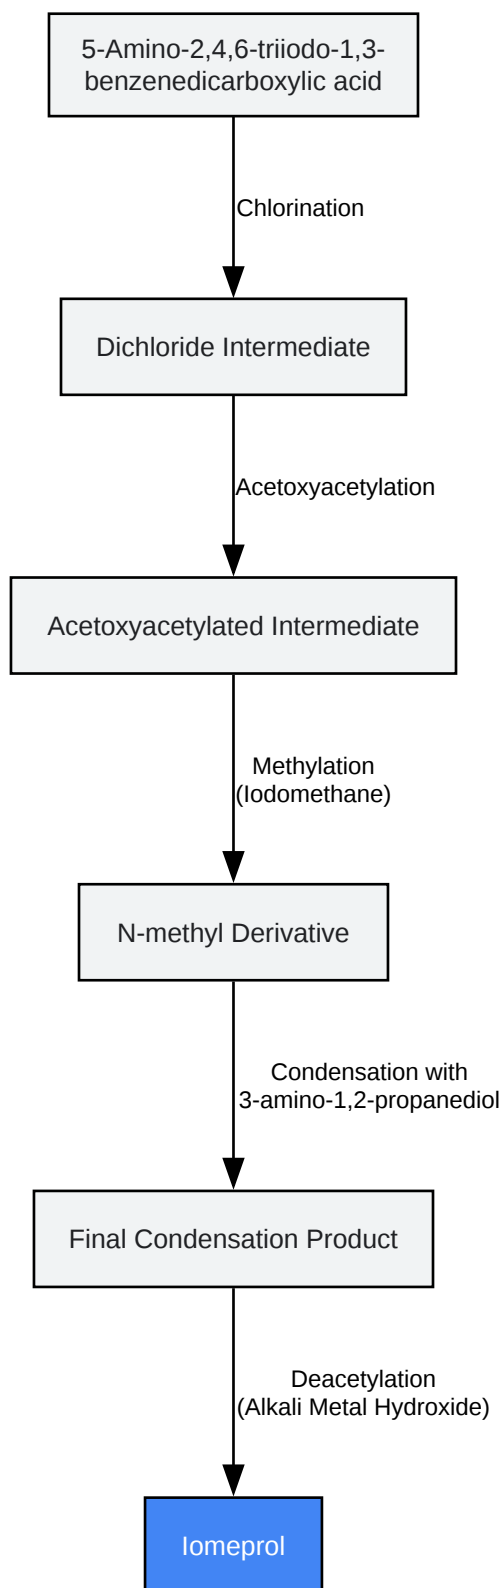 5-Amino-2,4,6-triiodo-1,3-
benzenedicarboxylic acid
Chlorination
Dichloride Intermediate
Acetoxyacetylation
Acetoxyacetylated Intermediate
Methylation
(Iodomethane)
N-methyl Derivative
Condensation with
3-amino-1,2-propanediol
Final Condensation Product
Deacetylation
(Alkali Metal Hydroxide)
Iomeprol